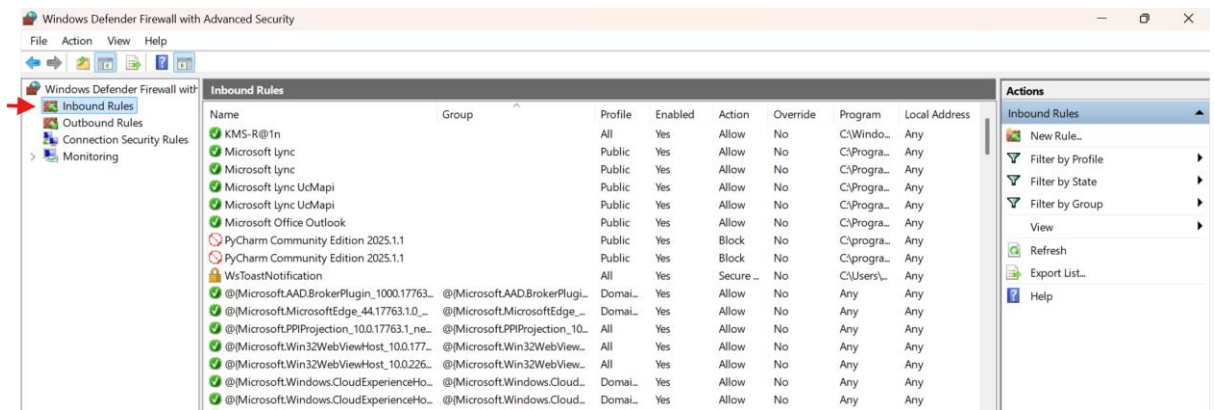 Windows Defender Firewall with Advanced Security
File Action View Help
Windows Defender Firewall with
Inbound Rules
Outbound Rules
Connection Security Rules
Monitoring
Inbound Rules
Name Group Profile Enabled Action Override Program Local Address
KMS-R@1n All Yes Allow No C:\Windo... Any
Microsoft Lync Public Yes Allow No C:\Progra... Any
Microsoft Lync Public Yes Allow No C:\Progra... Any
Microsoft Lync UcMapi Public Yes Allow No C:\Progra... Any
Microsoft Lync UcMapi Public Yes Allow No C:\Progra... Any
Microsoft Office Outlook Public Yes Allow No C:\Progra... Any
PyCharm Community Edition 2025.1.1 Public Yes Block No C:\progra... Any
PyCharm Community Edition 2025.1.1 Public Yes Block No C:\progra... Any
WsToastNotification All Yes Secure ... No C:\Users\... Any
@{Microsoft.AAD.BrokerPlugin_1000.17763... @{Microsoft.AAD.BrokerPlugi... Domai... Yes Allow No Any Any
@{Microsoft.MicrosoftEdge_44.17763.1.0_... @{Microsoft.MicrosoftEdge_... Domai... Yes Allow No Any Any
@{Microsoft.PPIProjection_10.0.17763.1_ne... @{Microsoft.PPIProjection_10... All Yes Allow No Any Any
@{Microsoft.Win32WebViewHost_10.0.177... @{Microsoft.Win32WebView... All Yes Allow No Any Any
@{Microsoft.Win32WebViewHost_10.0.226... @{Microsoft.Win32WebView... All Yes Allow No Any Any
@{Microsoft.Windows.CloudExperienceHo... @{Microsoft.Windows.Cloud... Domai... Yes Allow No Any Any
@{Microsoft.Windows.CloudExperienceHo... @{Microsoft.Windows.Cloud... Domai... Yes Allow No Any Any
Actions
Inbound Rules
New Rule...
Filter by Profile
Filter by State
Filter by Group
View
Refresh
Export List...
Help